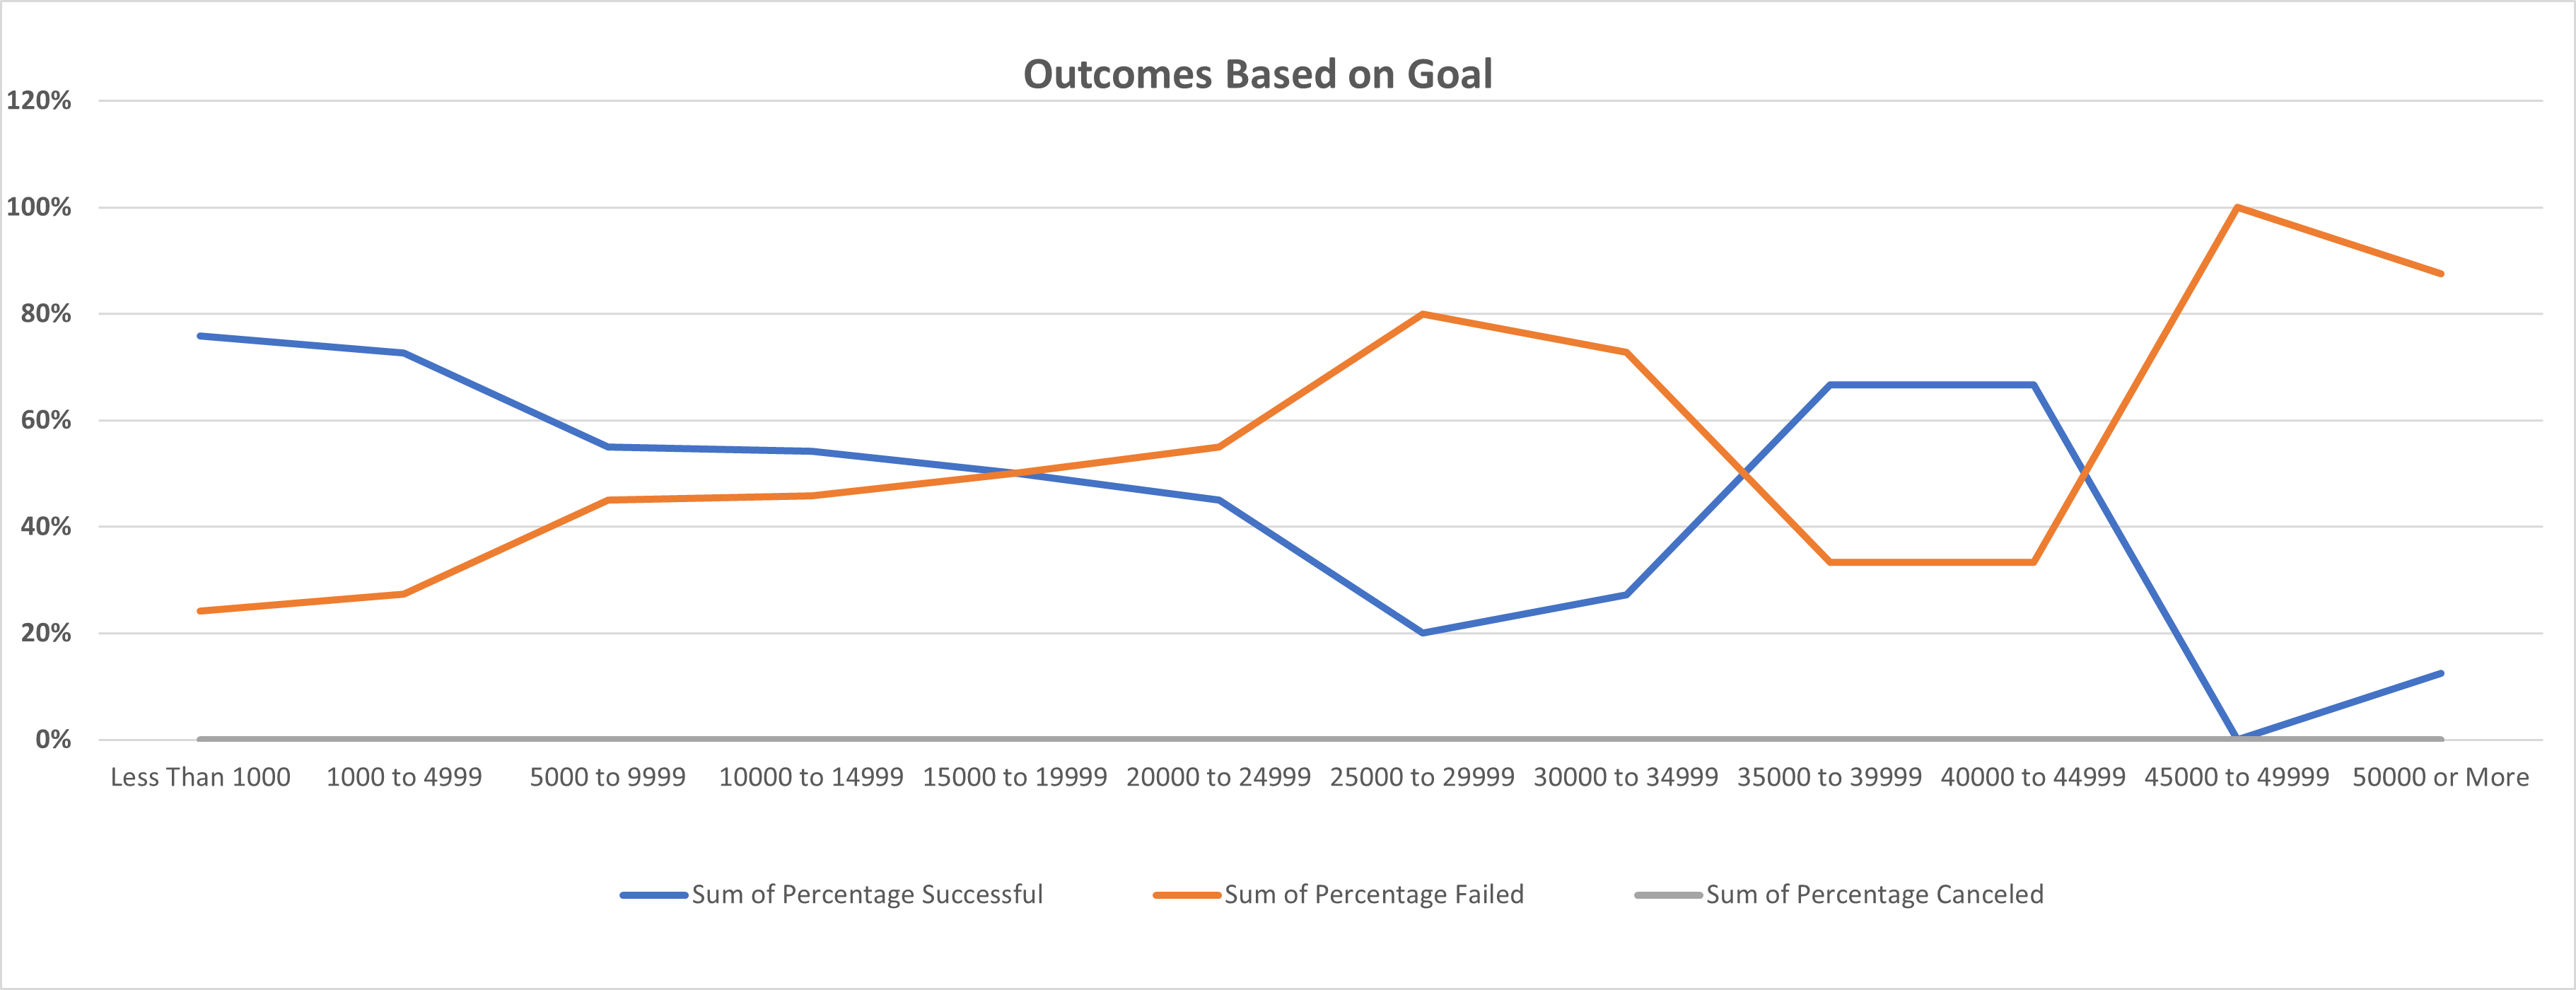 Outcomes Based on Goal
120%
100%
80%
60%
40%
20%
0%
Less Than 1000 1000 to 4999 5000 to 9999 10000 to 14999 15000 to 19999 20000 to 24999 25000 to 29999 30000 to 34999 35000 to 39999 40000 to 44999 45000 to 49999 50000 or More
Sum of Percentage Successful Sum of Percentage Failed Sum of Percentage Canceled